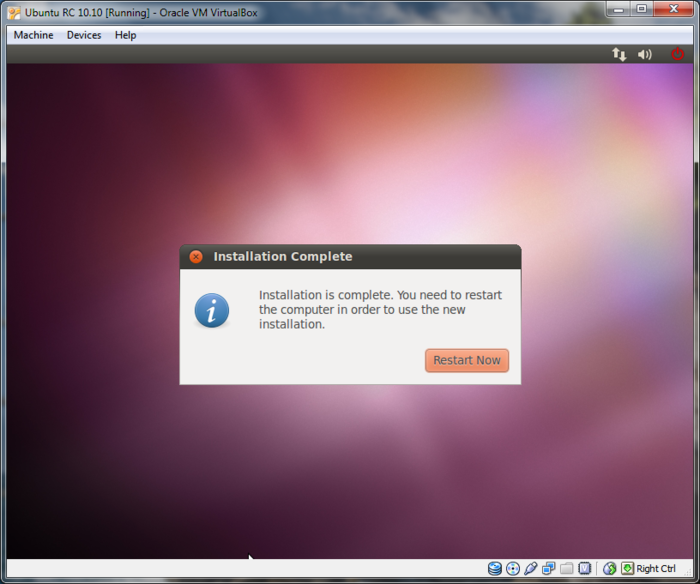 Ubuntu RC 10.10 [Running] - Oracle VM VirtualBox
Machine Devices Help
Installation Complete
Installation is complete. You need to restart
the computer in order to use the new
installation.
Restart Now
Right Ctrl